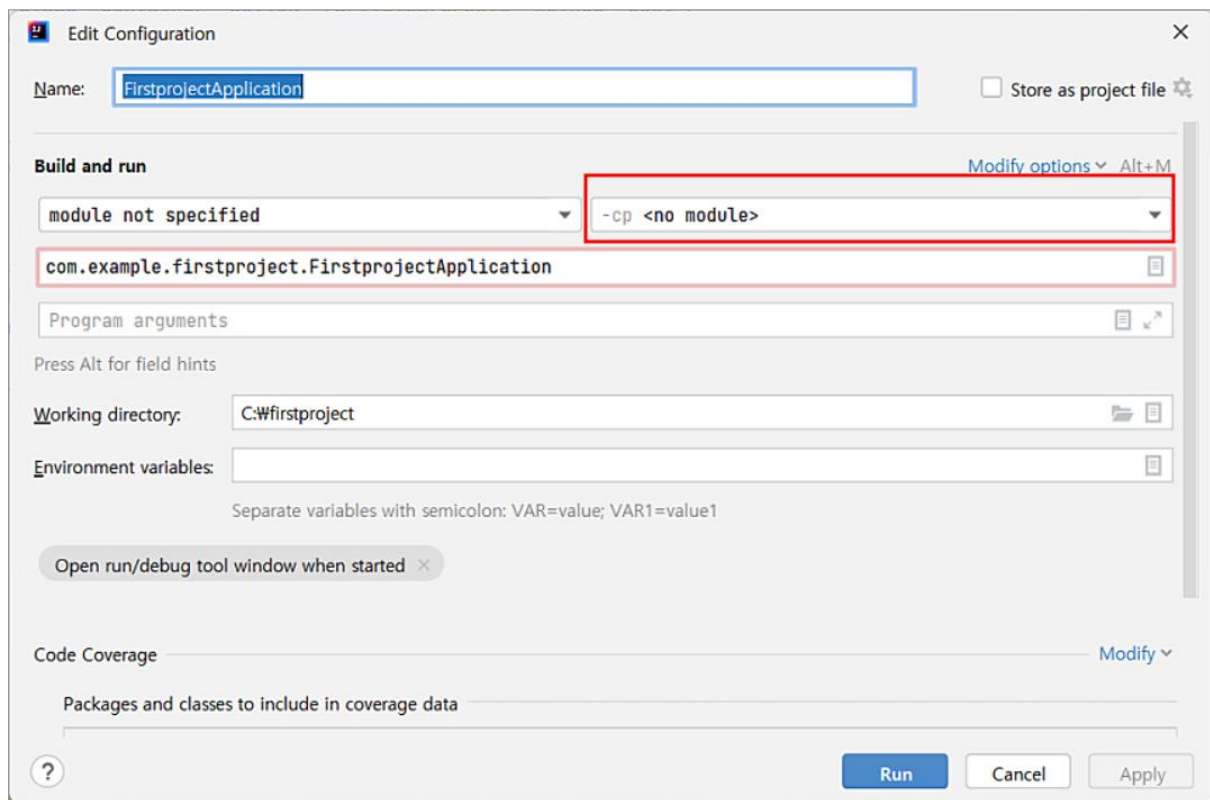 Edit Configuration
Name: FirstprojectApplication Store as project file
Build and run Modify options Alt+M
module not specified -cp <no module>
com.example.firstproject.FirstprojectApplication
Program arguments
Press Alt for field hints
Working directory: C:₩firstproject
Environment variables:
Separate variables with semicolon: VAR=value; VAR1=value1
Open run/debug tool window when started ×
Code Coverage Modify
Packages and classes to include in coverage data
? Run Cancel Apply